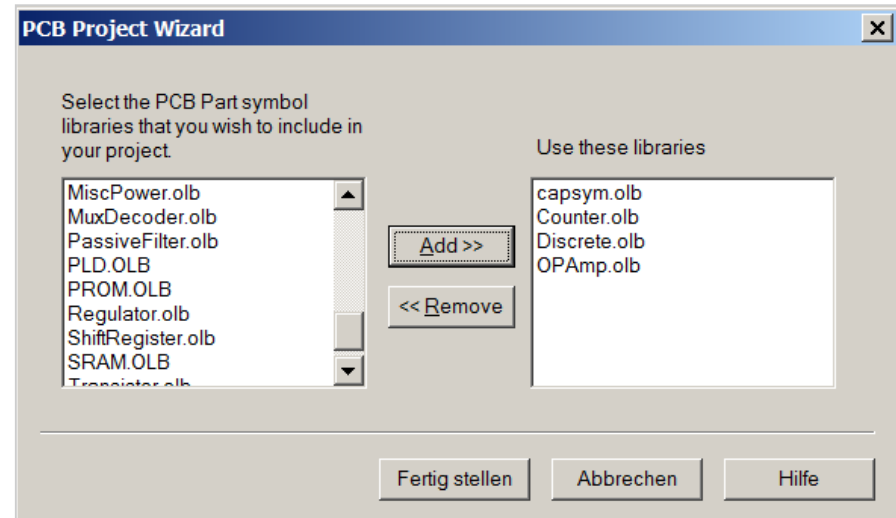 PCB Project Wizard
Select the PCB Part symbol
libraries that you wish to include in
your project.
MiscPower.olb
MuxDecoder.olb
PassiveFilter.olb
PLD.OLB
PROM.OLB
Regulator.olb
ShiftRegister.olb
SRAM.OLB
Transistor.olb
Add >>
<< Remove
Use these libraries
capsym.olb
Counter.olb
Discrete.olb
OPAmp.olb
Fertig stellen
Abbrechen
Hilfe